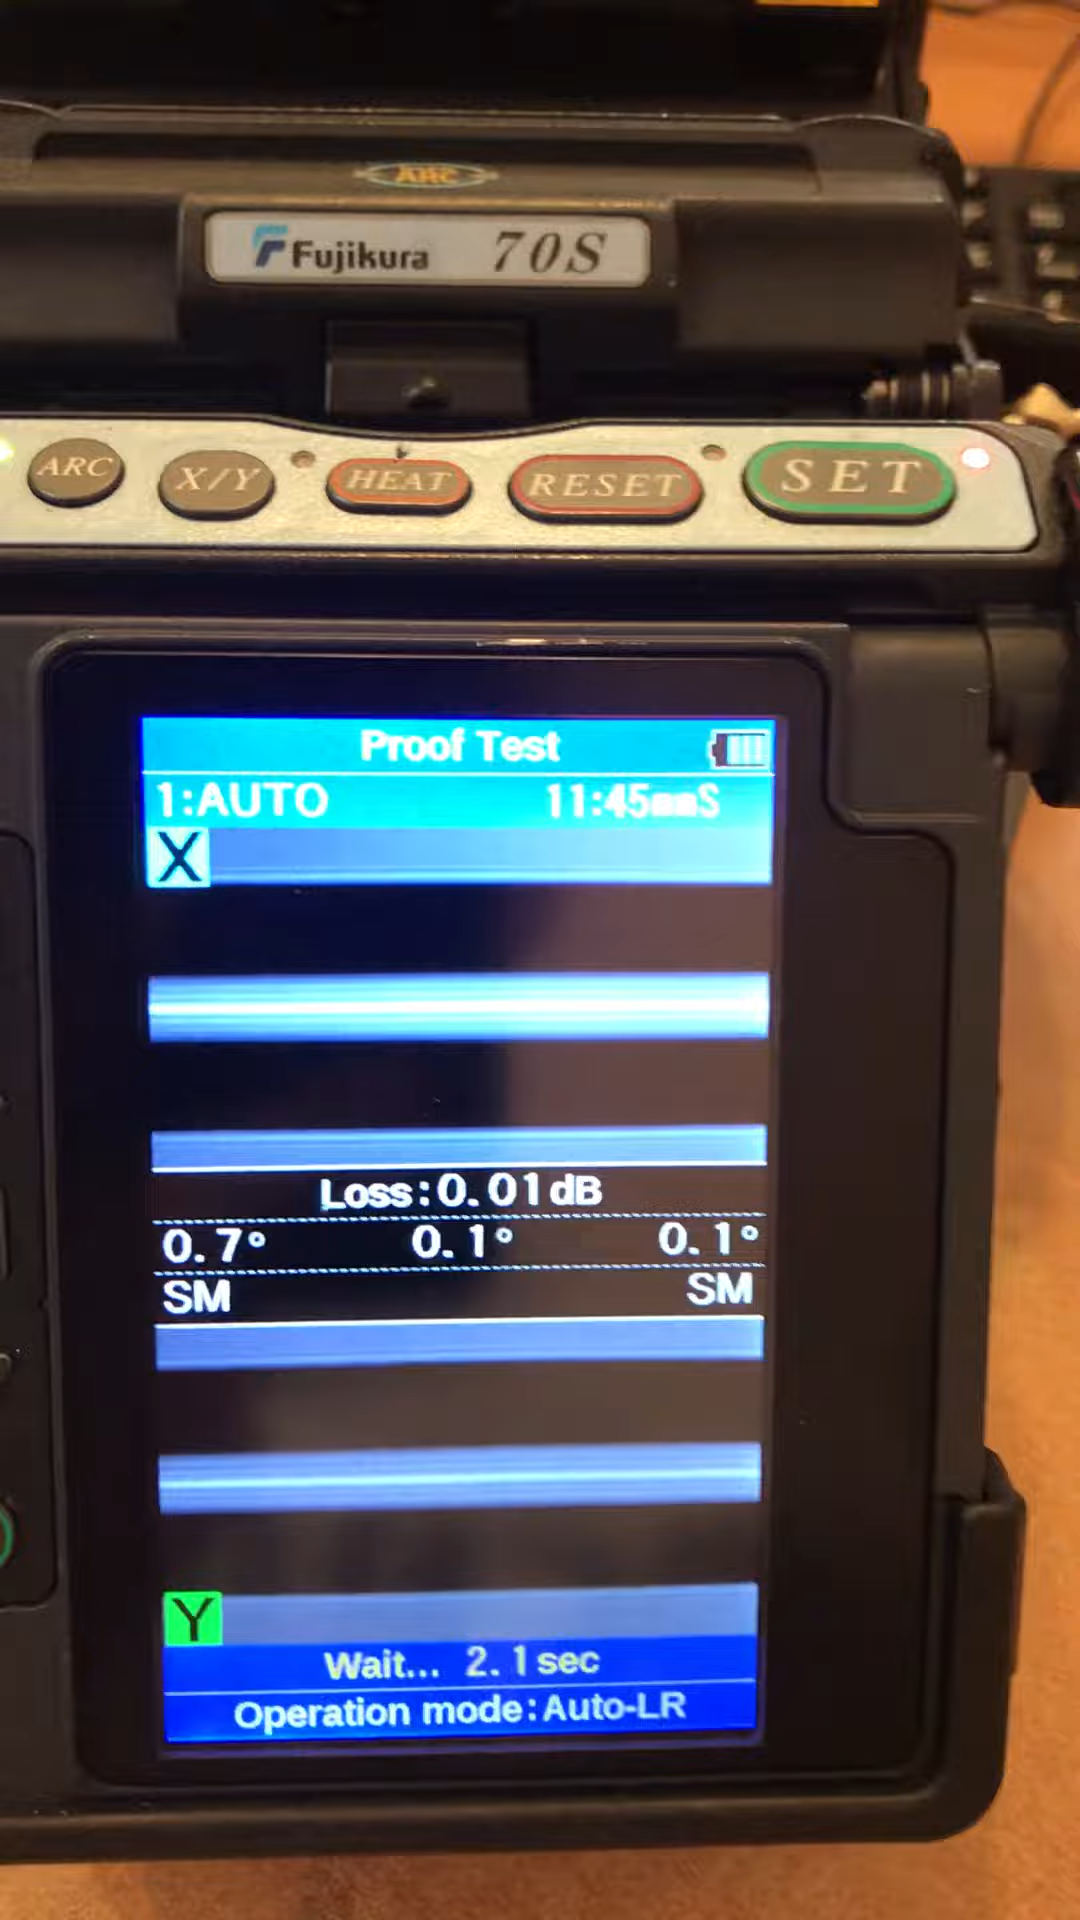 ARC
Fujikura 70S
ARC X/Y HEAT RESET SET
Proof Test
1:AUTO 11:45mmS
X
Loss:0.01dB
0.7° 0.1° 0.1°
SM SM
Y
Wait... 2.1sec
Operation mode:Auto-LR